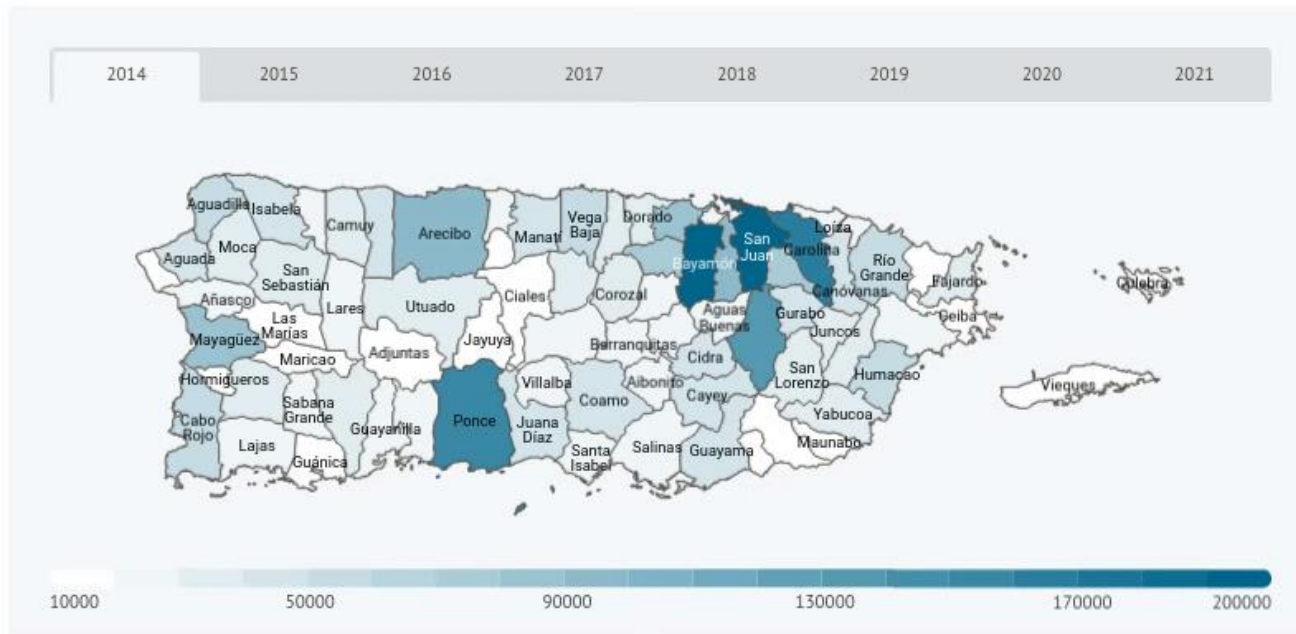 2014 2015 2016 2017 2018 2019 2020 2021
Aguadilla
Isabela
Camuy
Arecibo
Manatí
Vega
Baja
Dorado
Bayamón
San
Juan
Carolina
Loíza
Río
Grande
Fajardo
Culebra
Moca
Aguada
San
Sebastián
Añasco
Lares
Utuado
Ciales
Corozal
Aguas
Buenas
Gurabo
Canóvanas
Juncos
Ceiba
Las
Marías
Mayagüez
Maricao
Adjuntas
Jayuya
Barranquitas
Cidra
San
Lorenzo
Humacao
Vieques
Hormigueros
Villalba
Aibonito
Sabana
Grande
Cabo
Rojo
Coamo
Cayey
Yabucoa
Lajas
Guánica
Guayanilla
Ponce
Juana
Díaz
Santa
Isabel
Salinas
Guayama
Maunabo
10000 50000 90000 130000 170000 200000